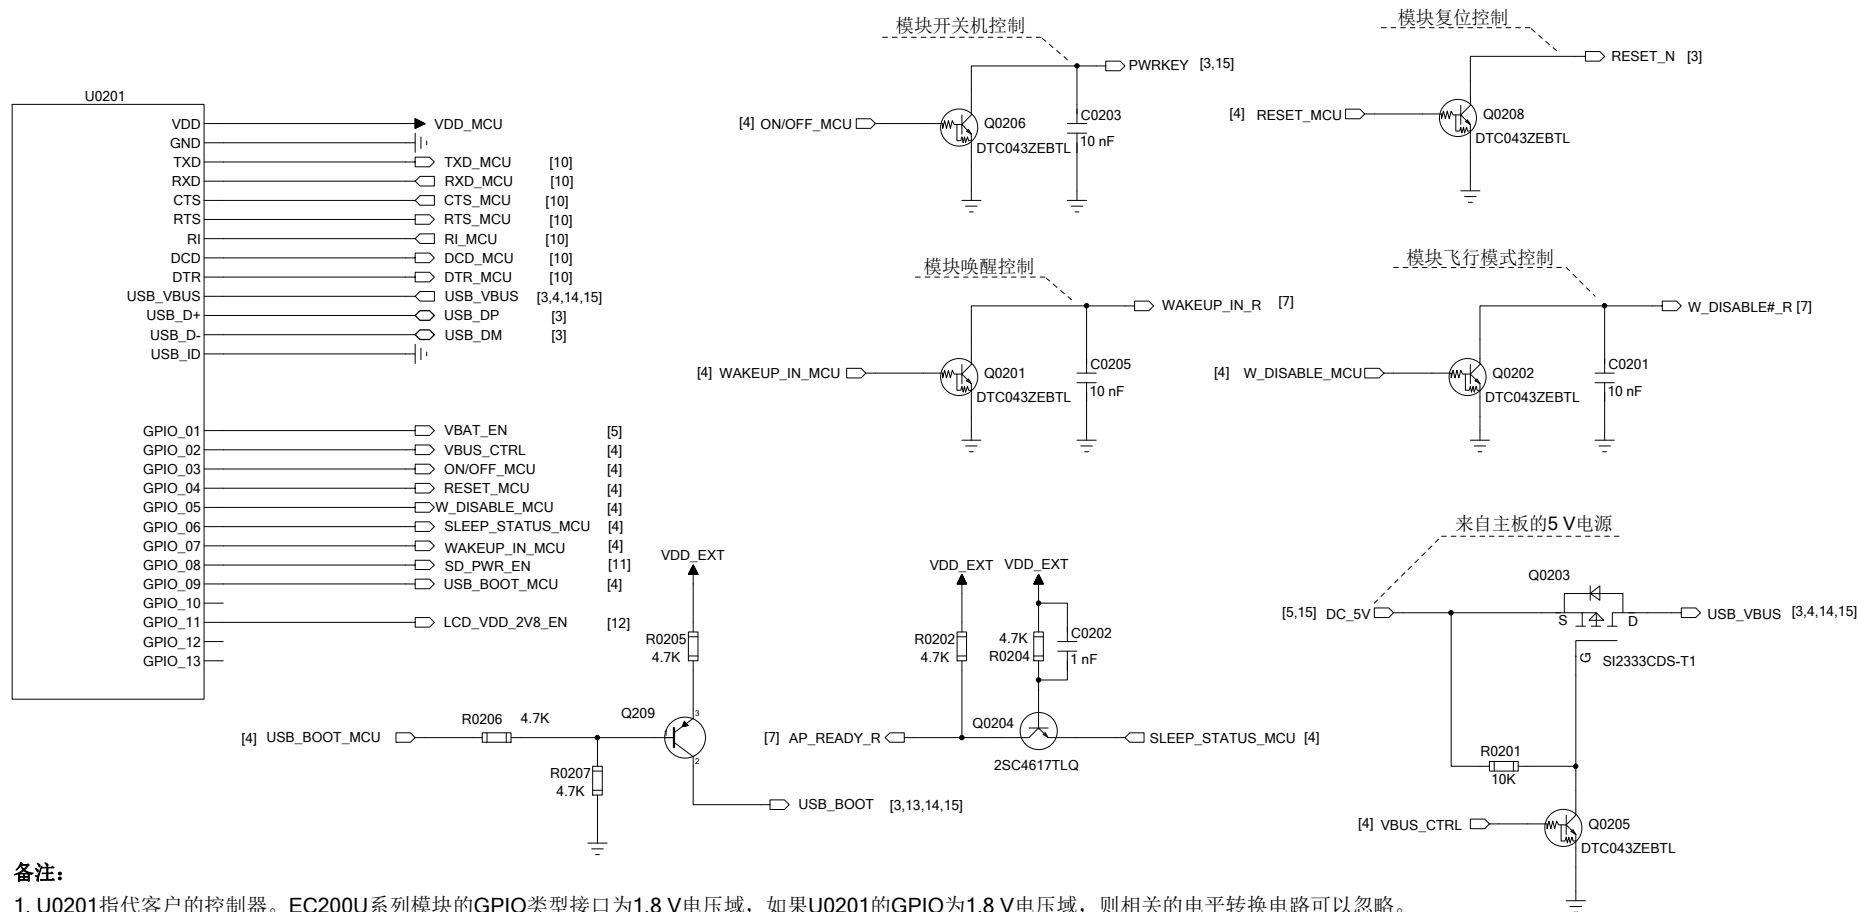 模块开关机控制
模块复位控制
PWRKEY [3,15]
RESET_N [3]
[4] ON/OFF_MCU
Q0206
DTC043ZEBTL
C0203
10 nF
[4] RESET_MCU
Q0208
DTC043ZEBTL
U0201
VDD VDD_MCU
GND
TXD TXD_MCU [10]
RXD RXD_MCU [10]
CTS CTS_MCU [10]
RTS RTS_MCU [10]
RI RI_MCU [10]
DCD DCD_MCU [10]
DTR DTR_MCU [10]
USB_VBUS USB_VBUS [3,4,14,15]
USB_D+ USB_DP [3]
USB_D- USB_DM [3]
USB_ID
GPIO_01 VBAT_EN [5]
GPIO_02 VBUS_CTRL [4]
GPIO_03 ON/OFF_MCU [4]
GPIO_04 RESET_MCU [4]
GPIO_05 W_DISABLE_MCU [4]
GPIO_06 SLEEP_STATUS_MCU [4]
GPIO_07 WAKEUP_IN_MCU [4]
GPIO_08 SD_PWR_EN [11]
GPIO_09 USB_BOOT_MCU [4]
GPIO_10
GPIO_11 LCD_VDD_2V8_EN [12]
GPIO_12
GPIO_13
模块唤醒控制
WAKEUP_IN_R [7]
[4] WAKEUP_IN_MCU
Q0201
DTC043ZEBTL
C0205
10 nF
模块飞行模式控制
W_DISABLE#_R [7]
[4] W_DISABLE_MCU
Q0202
DTC043ZEBTL
C0201
10 nF
VDD_EXT
R0205
4.7K
Q209
R0206 4.7K
[4] USB_BOOT_MCU
1
3
2
R0207
4.7K
USB_BOOT [3,13,14,15]
VDD_EXT VDD_EXT
R0202
4.7K
4.7K
R0204
C0202
1 nF
Q0204
[7] AP_READY_R
SLEEP_STATUS_MCU [4]
2SC4617TLQ
来自主板的5 V电源
Q0203
[5,15] DC_5V
S
D
G
USB_VBUS [3,4,14,15]
SI2333CDS-T1
R0201
10K
[4] VBUS_CTRL
Q0205
DTC043ZEBTL
备注：
1. U0201指代客户的控制器。EC200U系列模块的GPIO类型接口为1.8 V电压域，如果U0201的GPIO为1.8 V电压域，则相关的电平转换电路可以忽略。